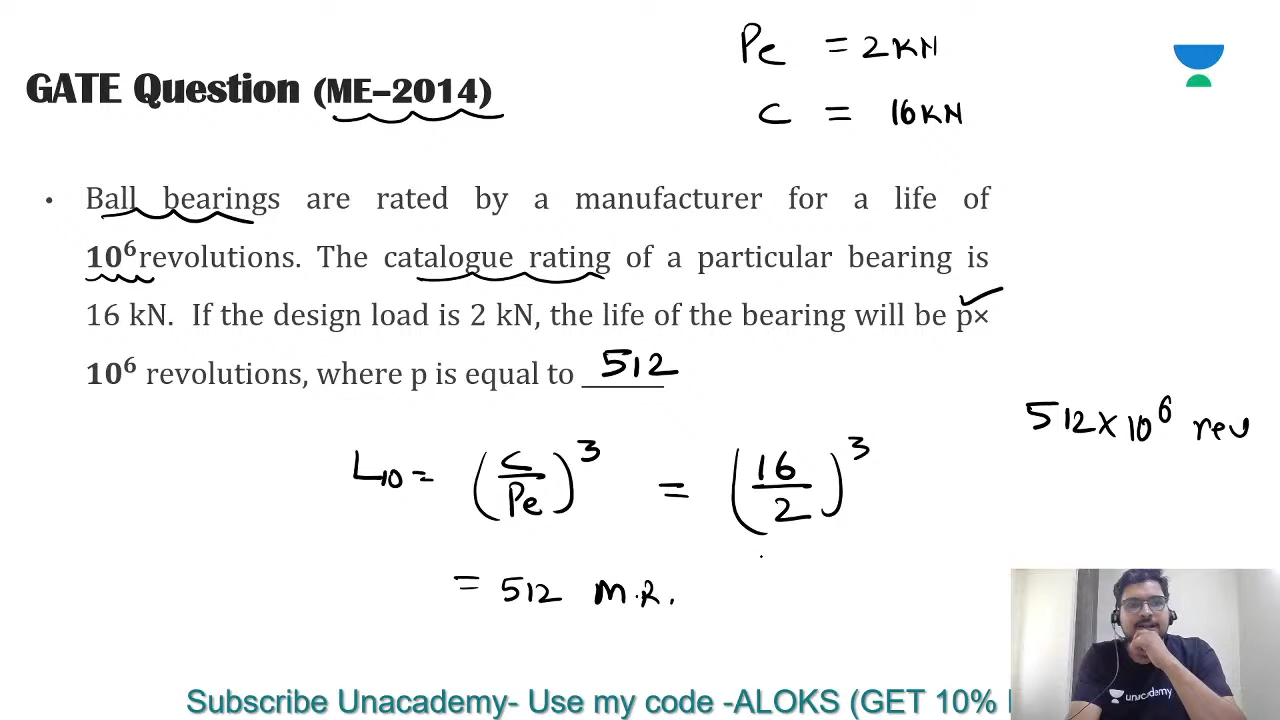 Pe = 2KN
GATE Question (ME–2014)
C = 16KN
• Ball bearings are rated by a manufacturer for a life of
10⁶revolutions. The catalogue rating of a particular bearing is
16 kN. If the design load is 2 kN, the life of the bearing will be p×
10⁶ revolutions, where p is equal to 512
512×10⁶ rev
L10 = (C/Pe)³ = (16/2)³
= 512 M.R.
unacademy
Subscribe Unacademy- Use my code -ALOKS (GET 10%